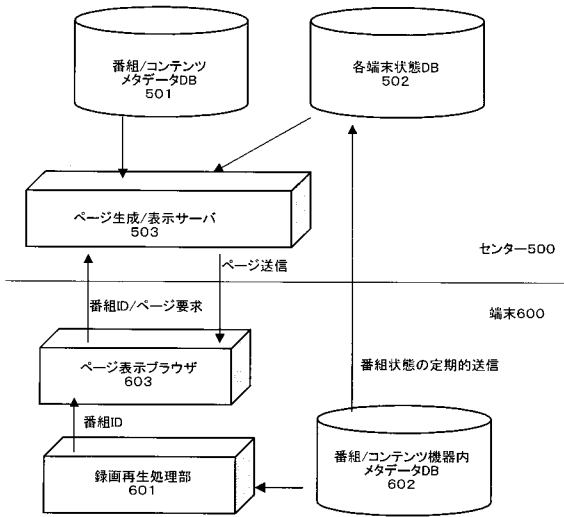 番組/コンテンツ
メタデータDB
501
各端末状態DB
502
ページ生成/表示サーバ
503
センター500
ページ送信
番組ID/ページ要求
端末600
ページ表示ブラウザ
603
番組状態の定期的送信
番組ID
録画再生処理部
601
番組/コンテンツ機器内
メタデータDB
602